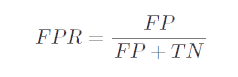 FPR = FP / (FP + TN)